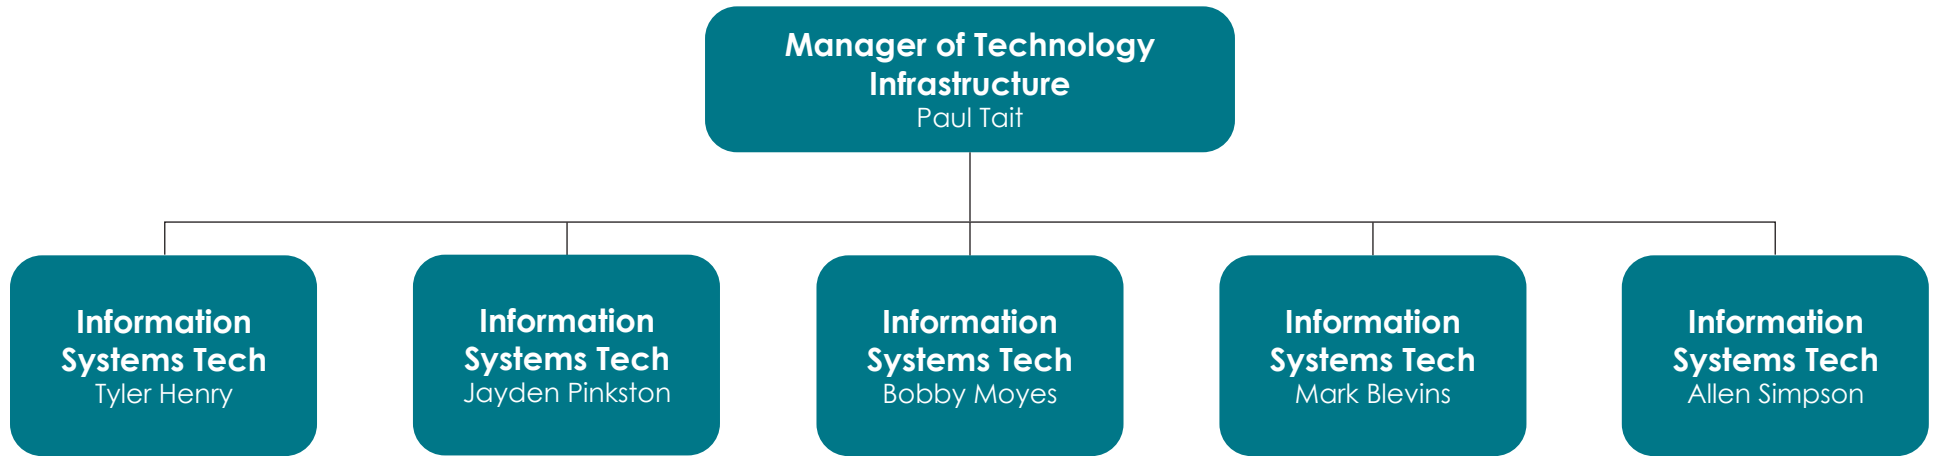 Manager of Technology
Infrastructure
Paul Tait
Information
Systems Tech
Tyler Henry
Information
Systems Tech
Jayden Pinkston
Information
Systems Tech
Bobby Moyes
Information
Systems Tech
Mark Blevins
Information
Systems Tech
Allen Simpson